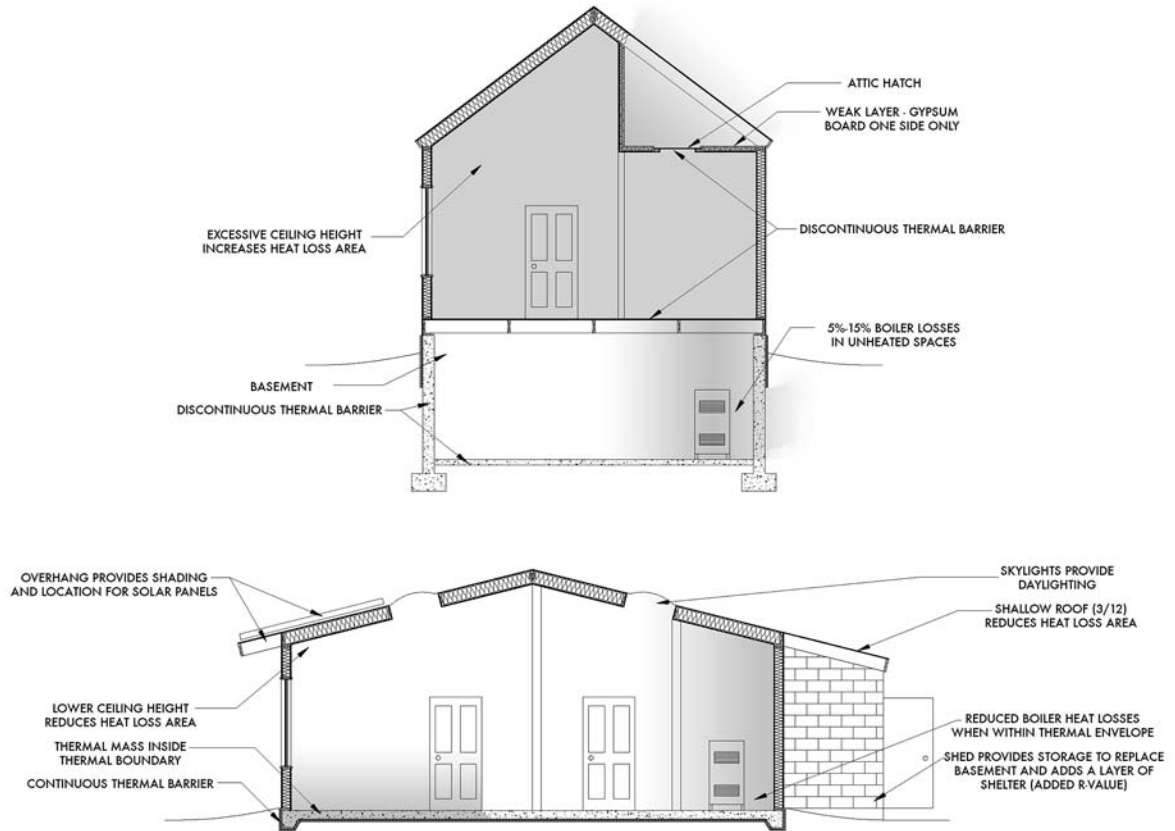 ATTIC HATCH
WEAK LAYER - GYPSUM
BOARD ONE SIDE ONLY
EXCESSIVE CEILING HEIGHT
INCREASES HEAT LOSS AREA
DISCONTINUOUS THERMAL BARRIER
5%-15% BOILER LOSSES
IN UNHEATED SPACES
BASEMENT
DISCONTINUOUS THERMAL BARRIER
OVERHANG PROVIDES SHADING
AND LOCATION FOR SOLAR PANELS
SKYLIGHTS PROVIDE
DAYLIGHTING
SHALLOW ROOF (3/12)
REDUCES HEAT LOSS AREA
LOWER CEILING HEIGHT
REDUCES HEAT LOSS AREA
THERMAL MASS INSIDE
THERMAL BOUNDARY
CONTINUOUS THERMAL BARRIER
REDUCED BOILER HEAT LOSSES
WHEN WITHIN THERMAL ENVELOPE
SHED PROVIDES STORAGE TO REPLACE
BASEMENT AND ADDS A LAYER OF
SHELTER (ADDED R-VALUE)